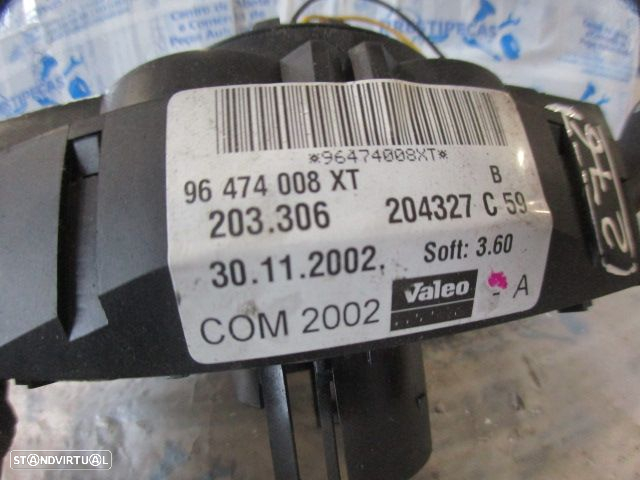 *96474008XT*
96 474 008 XT B
203.306 204327 C 59
30.11.2002. Soft: 3.60
COM 2002 Valeo - A
276
STANDVIRTUAL